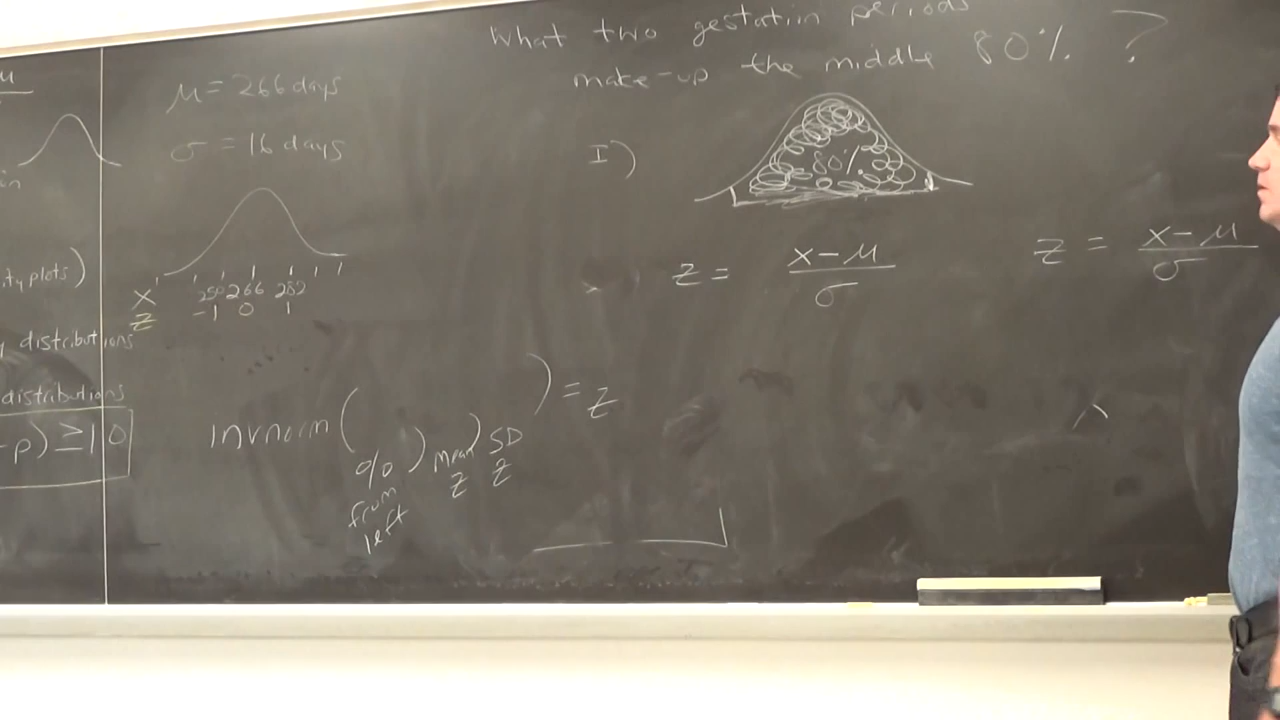 What two gestation periods
make-up the middle 80% ?
μ
μ = 266 days
σ = 16 days
I)
80%
z = x-μ / σ
z = x-μ / σ
x 250 266 282
z -1 0 1
ty plots)
distributions
distributions
-p) ≥10
invnorm (        ) = z
% ) mean ) SD
from z z
left